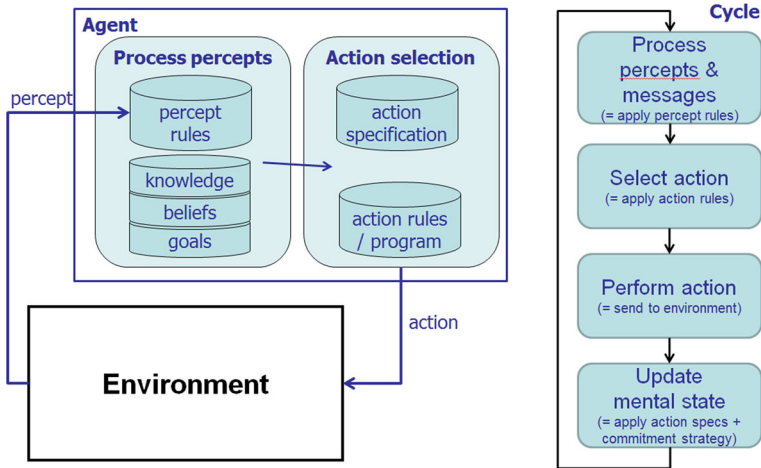 Agent
Process percepts
percept
rules
knowledge
beliefs
goals
Action selection
action
specification
action rules
/ program
percept
action
Environment
Cycle
Process
percepts &
messages
(= apply percept rules)
Select action
(= apply action rules)
Perform action
(= send to environment)
Update
mental state
(= apply action specs +
commitment strategy)